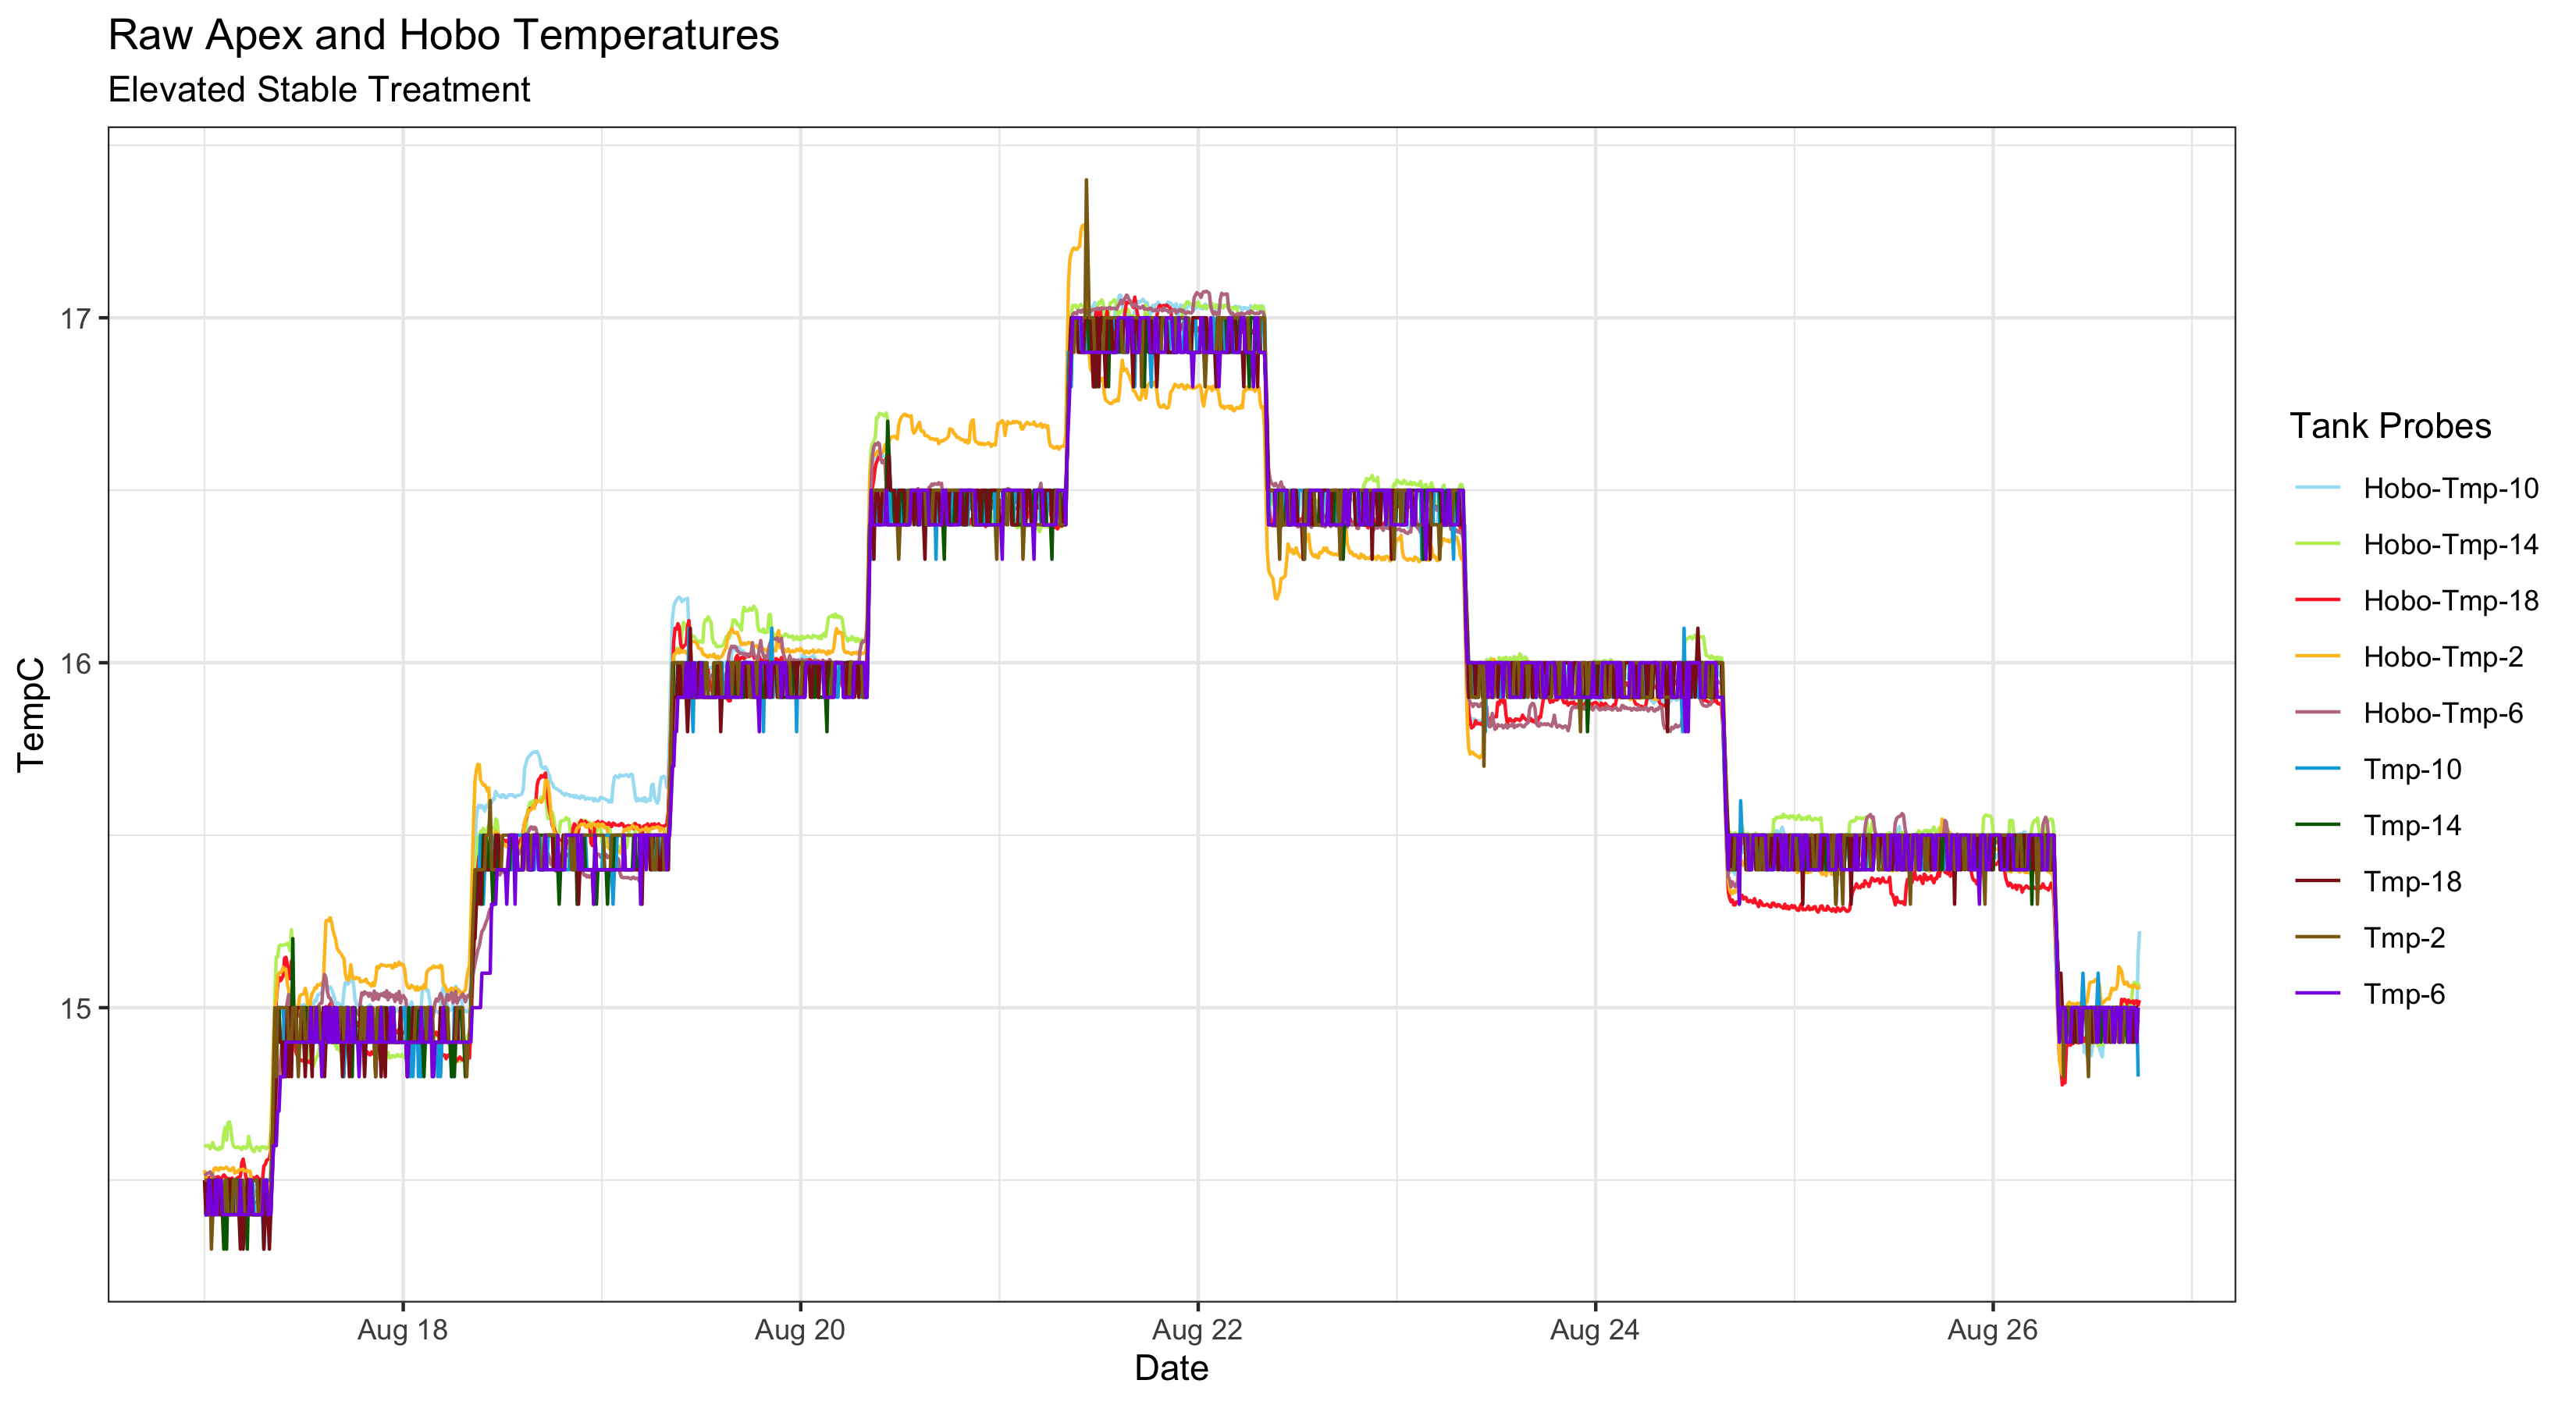 Raw Apex and Hobo Temperatures
Elevated Stable Treatment
TempC
17
16
15
Aug 18
Aug 20
Aug 22
Aug 24
Aug 26
Date
Tank Probes
Hobo-Tmp-10
Hobo-Tmp-14
Hobo-Tmp-18
Hobo-Tmp-2
Hobo-Tmp-6
Tmp-10
Tmp-14
Tmp-18
Tmp-2
Tmp-6